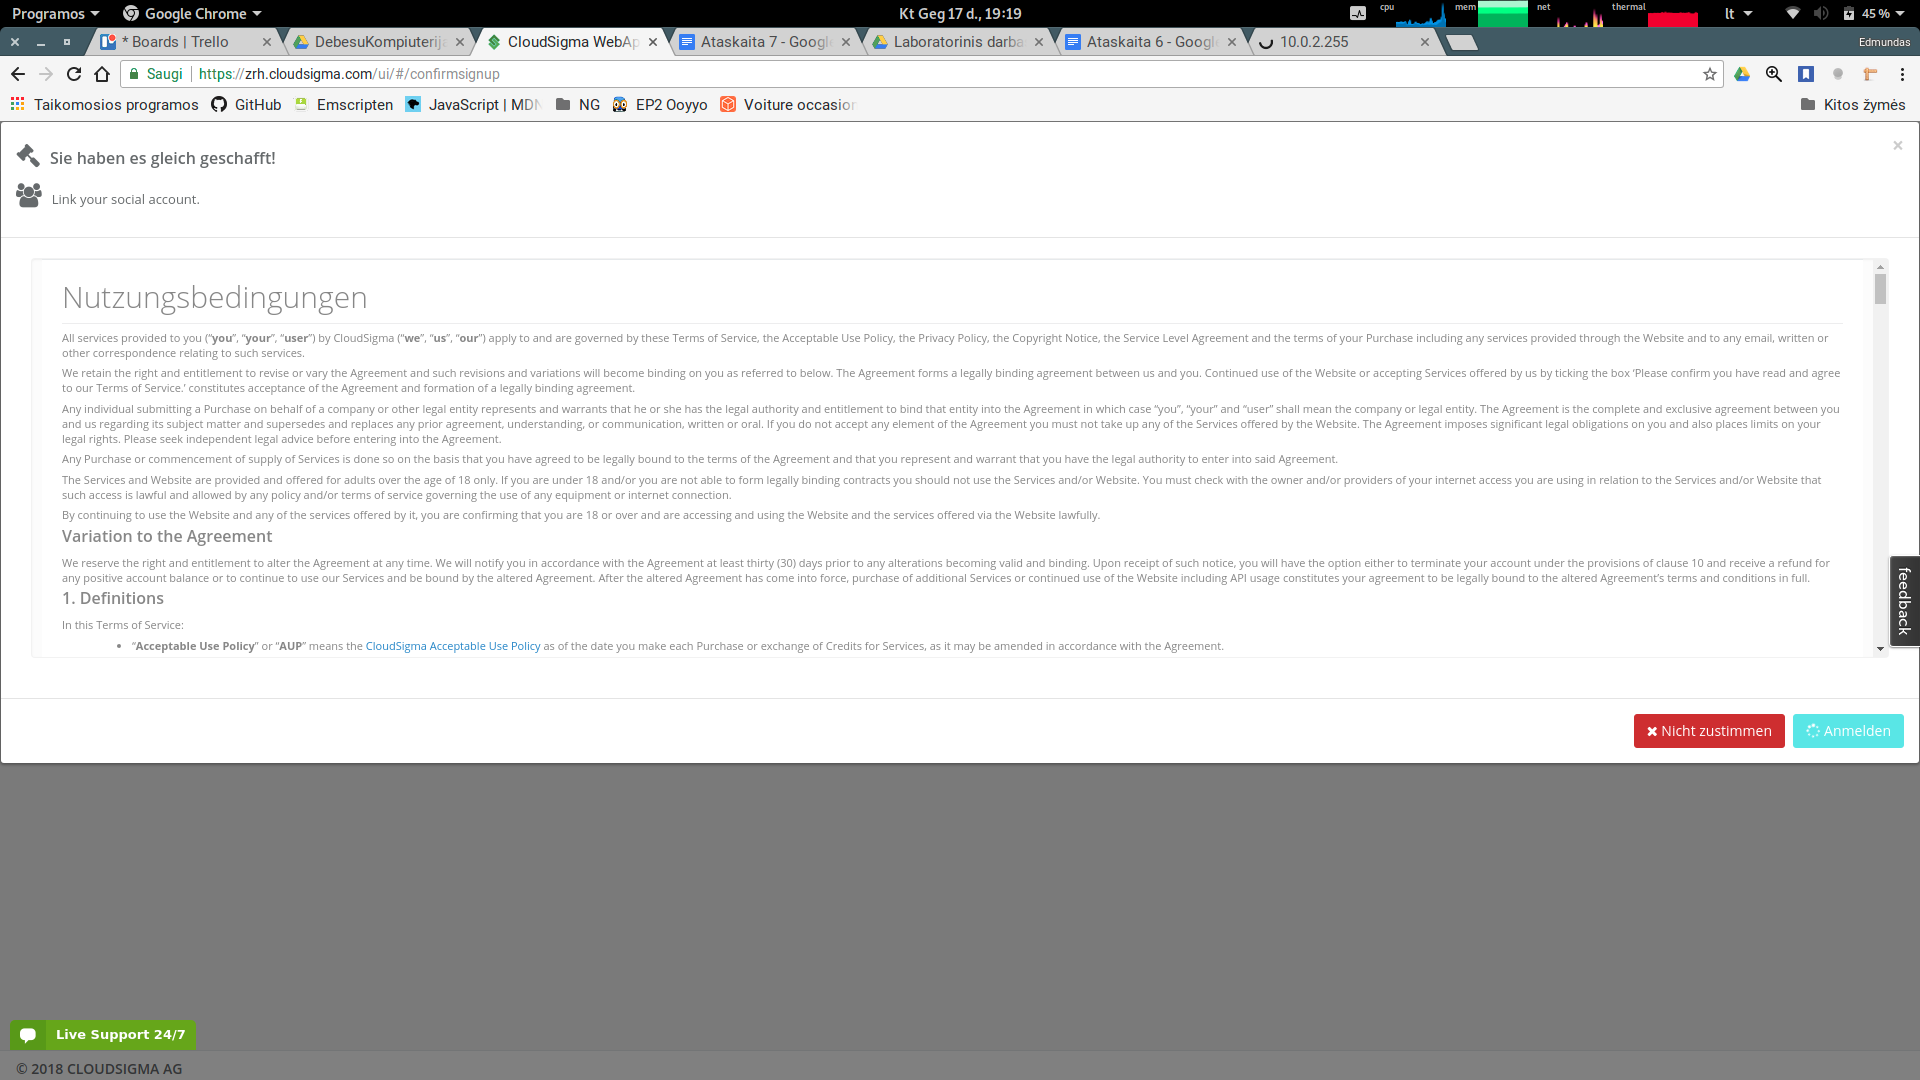 Programos
Google Chrome
Kt Geg 17 d., 19:19
cpu
mem
net
thermal
lt
45 %
* Boards | Trello
DebesuKompiuterij
CloudSigma WebAp
Ataskaita 7 - Googl
Laboratorinis darba
Ataskaita 6 - Googl
10.0.2.255
Edmundas
Saugi
https://zrh.cloudsigma.com/ui/#/confirmsignup
Taikomosios programos
GitHub
Emscripten
JavaScript | MDN
NG
EP2 Ooyyo
Voiture occasion
Kitos žymės
Sie haben es gleich geschafft!
×
Link your social account.
Nutzungsbedingungen
All services provided to you (“you”, “your”, “user”) by CloudSigma (“we”, “us”, “our”) apply to and are governed by these Terms of Service, the Acceptable Use Policy, the Privacy Policy, the Copyright Notice, the Service Level Agreement and the terms of your Purchase including any services provided through the Website and to any email, written or
other correspondence relating to such services.
We retain the right and entitlement to revise or vary the Agreement and such revisions and variations will become binding on you as referred to below. The Agreement forms a legally binding agreement between us and you. Continued use of the Website or accepting Services offered by us by ticking the box ‘Please confirm you have read and agree
to our Terms of Service.’ constitutes acceptance of the Agreement and formation of a legally binding agreement.
Any individual submitting a Purchase on behalf of a company or other legal entity represents and warrants that he or she has the legal authority and entitlement to bind that entity into the Agreement in which case “you”, “your” and “user” shall mean the company or legal entity. The Agreement is the complete and exclusive agreement between you
and us regarding its subject matter and supersedes and replaces any prior agreement, understanding, or communication, written or oral. If you do not accept any element of the Agreement you must not take up any of the Services offered by the Website. The Agreement imposes significant legal obligations on you and also places limits on your
legal rights. Please seek independent legal advice before entering into the Agreement.
Any Purchase or commencement of supply of Services is done so on the basis that you have agreed to be legally bound to the terms of the Agreement and that you represent and warrant that you have the legal authority to enter into said Agreement.
The Services and Website are provided and offered for adults over the age of 18 only. If you are under 18 and/or you are not able to form legally binding contracts you should not use the Services and/or Website. You must check with the owner and/or providers of your internet access you are using in relation to the Services and/or Website that
such access is lawful and allowed by any policy and/or terms of service governing the use of any equipment or internet connection.
By continuing to use the Website and any of the services offered by it, you are confirming that you are 18 or over and are accessing and using the Website and the services offered via the Website lawfully.
Variation to the Agreement
We reserve the right and entitlement to alter the Agreement at any time. We will notify you in accordance with the Agreement at least thirty (30) days prior to any alterations becoming valid and binding. Upon receipt of such notice, you will have the option either to terminate your account under the provisions of clause 10 and receive a refund for
any positive account balance or to continue to use our Services and be bound by the altered Agreement. After the altered Agreement has come into force, purchase of additional Services or continued use of the Website including API usage constitutes your agreement to be legally bound to the altered Agreement’s terms and conditions in full.
1. Definitions
In this Terms of Service:
• “Acceptable Use Policy” or “AUP” means the CloudSigma Acceptable Use Policy as of the date you make each Purchase or exchange of Credits for Services, as it may be amended in accordance with the Agreement.
feedback
Nicht zustimmen
Anmelden
Live Support 24/7
© 2018 CLOUDSIGMA AG